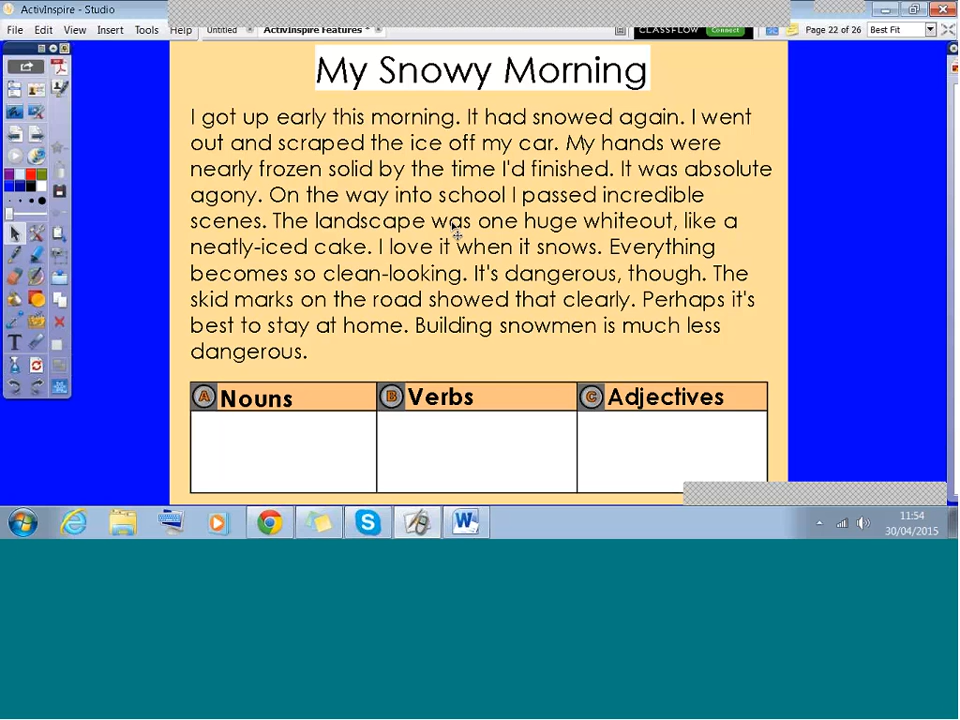 ActivInspire - Studio
File Edit View Insert Tools Help Untitled ActivInspire Features * CLASSFLOW Connect Page 22 of 26 Best Fit
My Snowy Morning
I got up early this morning. It had snowed again. I went
out and scraped the ice off my car. My hands were
nearly frozen solid by the time I'd finished. It was absolute
agony. On the way into school I passed incredible
scenes. The landscape was one huge whiteout, like a
neatly-iced cake. I love it when it snows. Everything
becomes so clean-looking. It's dangerous, though. The
skid marks on the road showed that clearly. Perhaps it's
best to stay at home. Building snowmen is much less
dangerous.
A Nouns B Verbs C Adjectives
11:54
30/04/2015